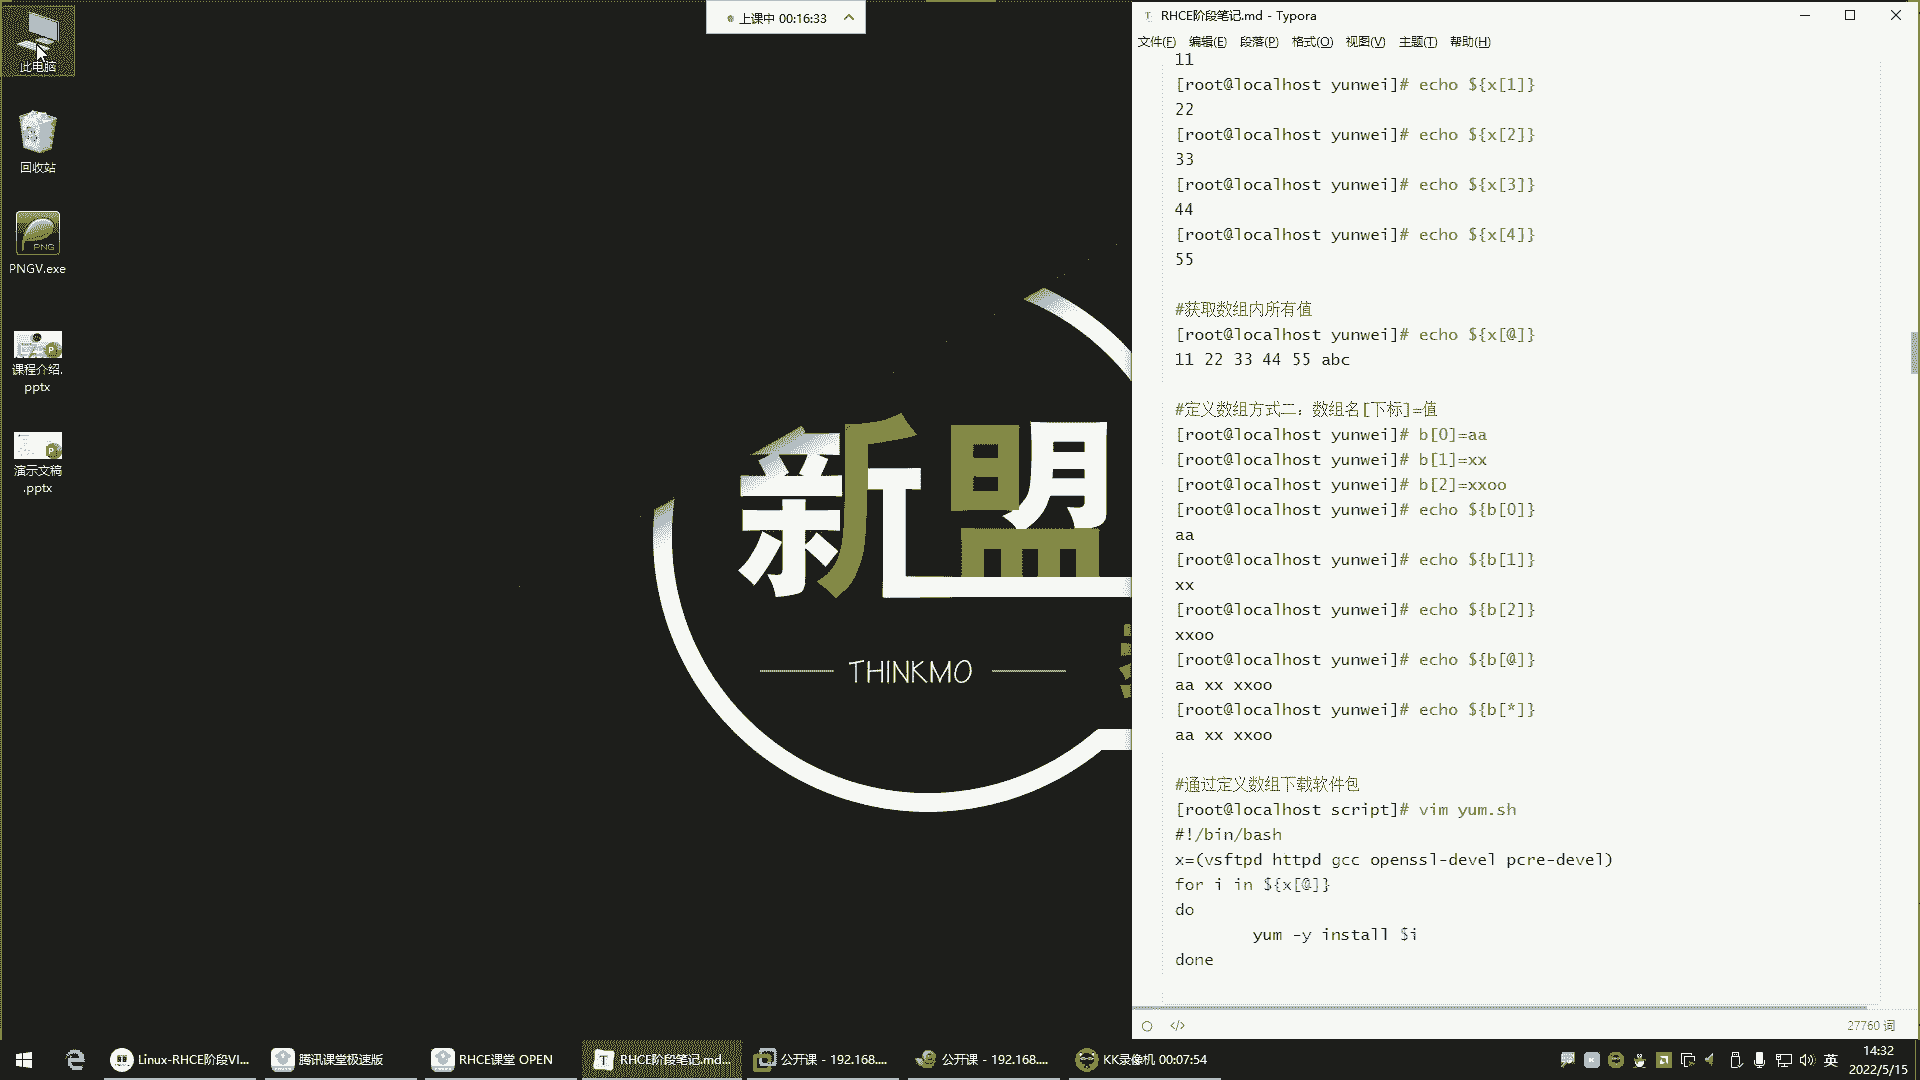 上课中 00:16:33
此电脑
回收站
PNG
PNGV.exe
课程介绍.
pptx
演示文稿
.pptx
新盟
THINKMO
RHCE阶段笔记.md - Typora
文件(F) 编辑(E) 段落(P) 格式(O) 视图(V) 主题(T) 帮助(H)
11
[root@localhost yunwei]# echo ${x[1]}
22
[root@localhost yunwei]# echo ${x[2]}
33
[root@localhost yunwei]# echo ${x[3]}
44
[root@localhost yunwei]# echo ${x[4]}
55
#获取数组内所有值
[root@localhost yunwei]# echo ${x[@]}
11 22 33 44 55 abc
#定义数组方式二：数组名[下标]=值
[root@localhost yunwei]# b[0]=aa
[root@localhost yunwei]# b[1]=xx
[root@localhost yunwei]# b[2]=xxoo
[root@localhost yunwei]# echo ${b[0]}
aa
[root@localhost yunwei]# echo ${b[1]}
xx
[root@localhost yunwei]# echo ${b[2]}
xxoo
[root@localhost yunwei]# echo ${b[@]}
aa xx xxoo
[root@localhost yunwei]# echo ${b[*]}
aa xx xxoo
#通过定义数组下载软件包
[root@localhost script]# vim yum.sh
#!/bin/bash
x=(vsftpd httpd gcc openssl-devel pcre-devel)
for i in ${x[@]}
do
yum -y install $i
done
</> 27760 词
Linux-RHCE阶段VI... 腾讯课堂极速版 RHCE课堂 OPEN RHCE阶段笔记.md... 公开课 - 192.168.... 公开课 - 192.168.... KK录像机 00:07:54 英
14:32
2022/5/15